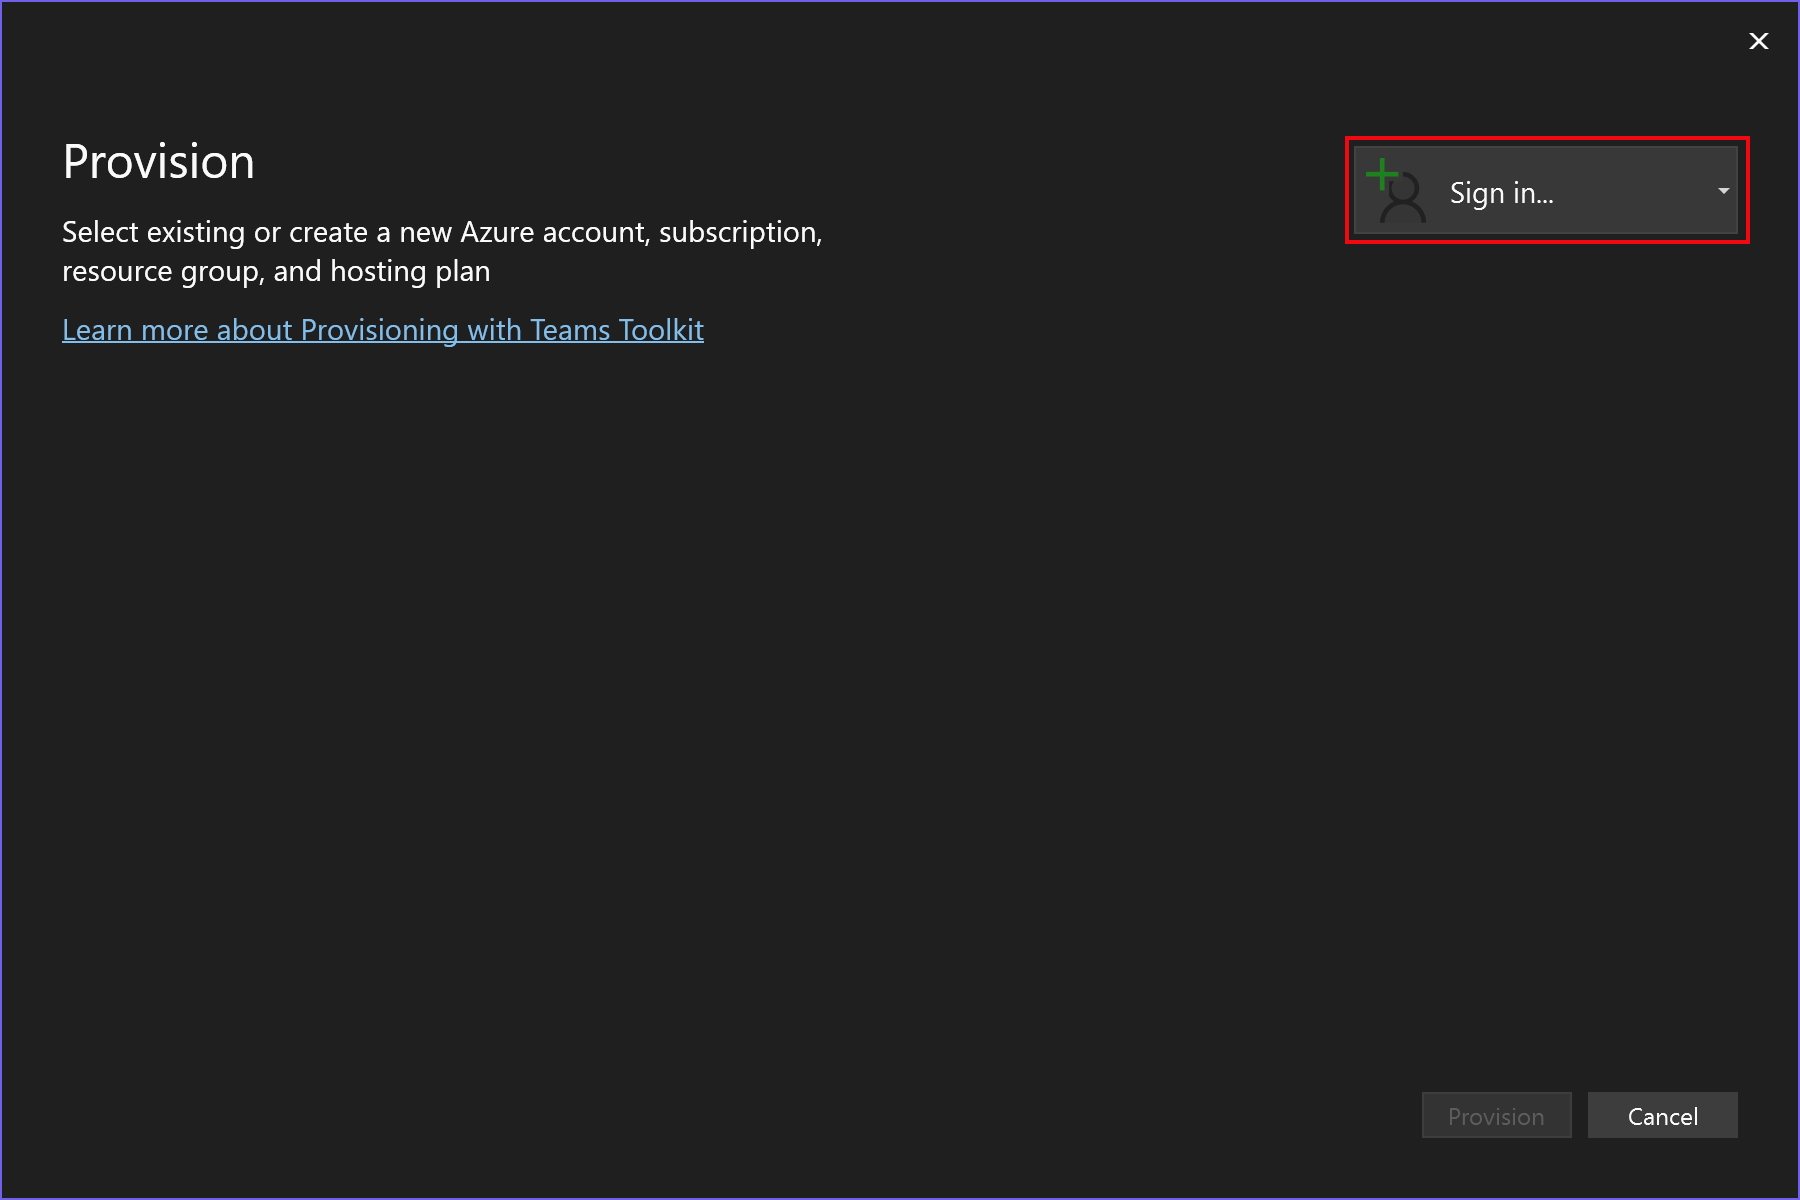 Provision
Sign in...
Select existing or create a new Azure account, subscription,
resource group, and hosting plan
Learn more about Provisioning with Teams Toolkit
Provision
Cancel